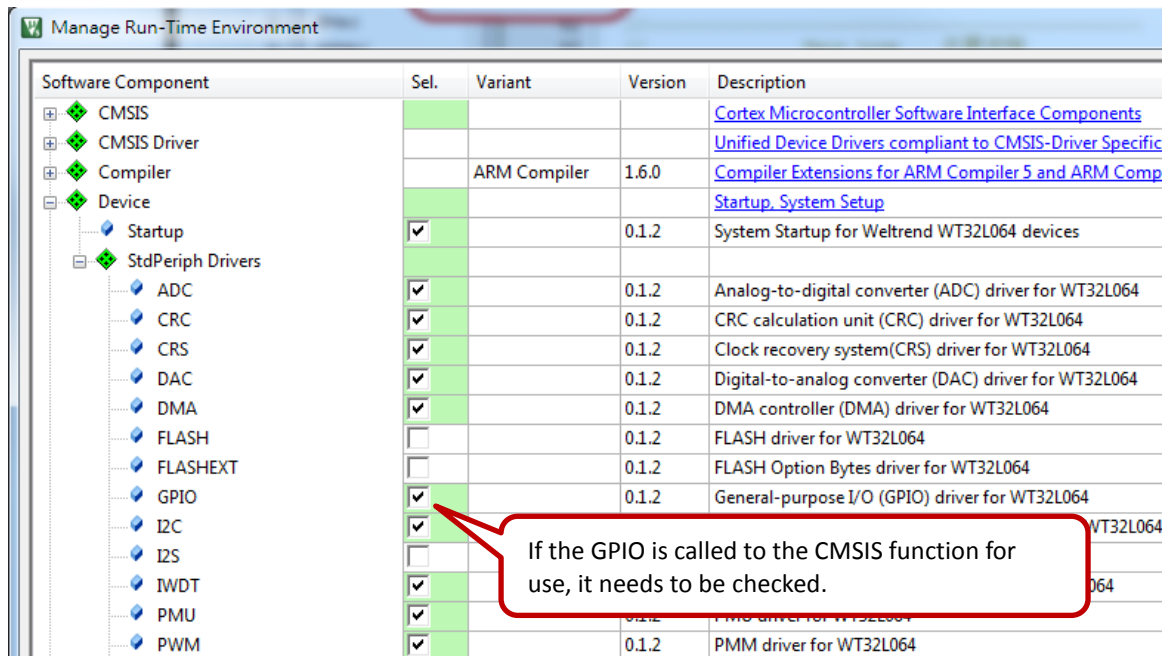 Manage Run-Time Environment
Software Component Sel. Variant Version Description
CMSIS Cortex Microcontroller Software Interface Components
CMSIS Driver Unified Device Drivers compliant to CMSIS-Driver Specific
Compiler ARM Compiler 1.6.0 Compiler Extensions for ARM Compiler 5 and ARM Comp
Device Startup, System Setup
Startup 0.1.2 System Startup for Weltrend WT32L064 devices
StdPeriph Drivers
ADC 0.1.2 Analog-to-digital converter (ADC) driver for WT32L064
CRC 0.1.2 CRC calculation unit (CRC) driver for WT32L064
CRS 0.1.2 Clock recovery system(CRS) driver for WT32L064
DAC 0.1.2 Digital-to-analog converter (DAC) driver for WT32L064
DMA 0.1.2 DMA controller (DMA) driver for WT32L064
FLASH 0.1.2 FLASH driver for WT32L064
FLASHEXT 0.1.2 FLASH Option Bytes driver for WT32L064
GPIO 0.1.2 General-purpose I/O (GPIO) driver for WT32L064
I2C WT32L064
I2S
IWDT 064
PMU 0.1.2 PMU driver for WT32L064
PWM 0.1.2 PMM driver for WT32L064
If the GPIO is called to the CMSIS function for
use, it needs to be checked.